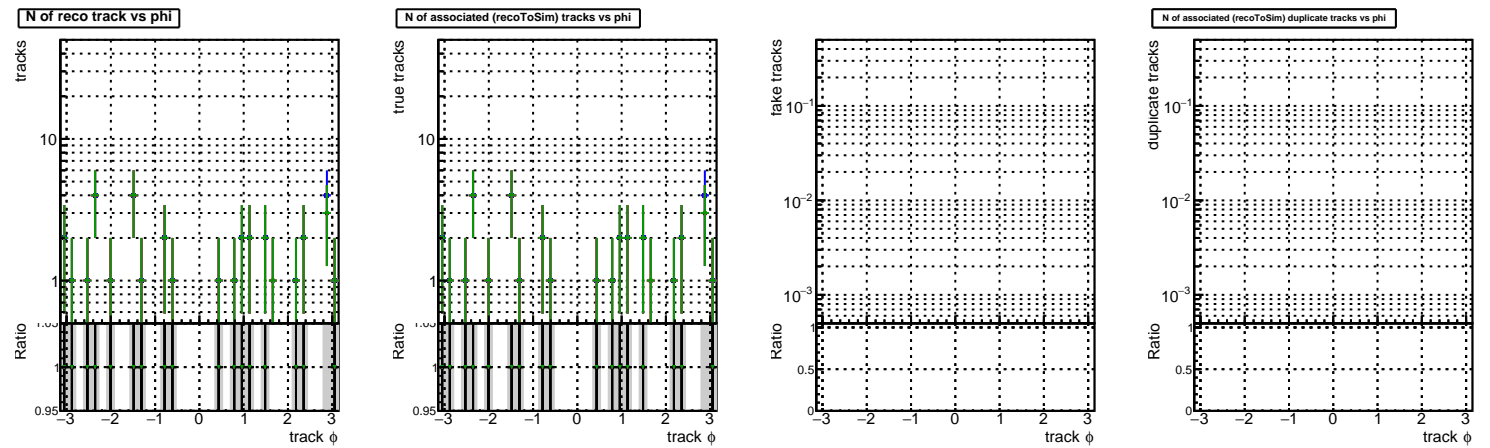 N of reco track vs phi
tracks
10
1
Ratio
1.05
1
0.95
−3 −2 −1 0 1 2 3
track ϕ
N of associated (recoToSim) tracks vs phi
true tracks
10
1
Ratio
1.05
1
0.95
−3 −2 −1 0 1 2 3
track ϕ
fake tracks
10−1
10−2
10−3
Ratio
1
0.5
0
−3 −2 −1 0 1 2 3
track ϕ
N of associated (recoToSim) duplicate tracks vs phi
duplicate tracks
10−1
10−2
10−3
Ratio
1
0.5
0
−3 −2 −1 0 1 2 3
track ϕ